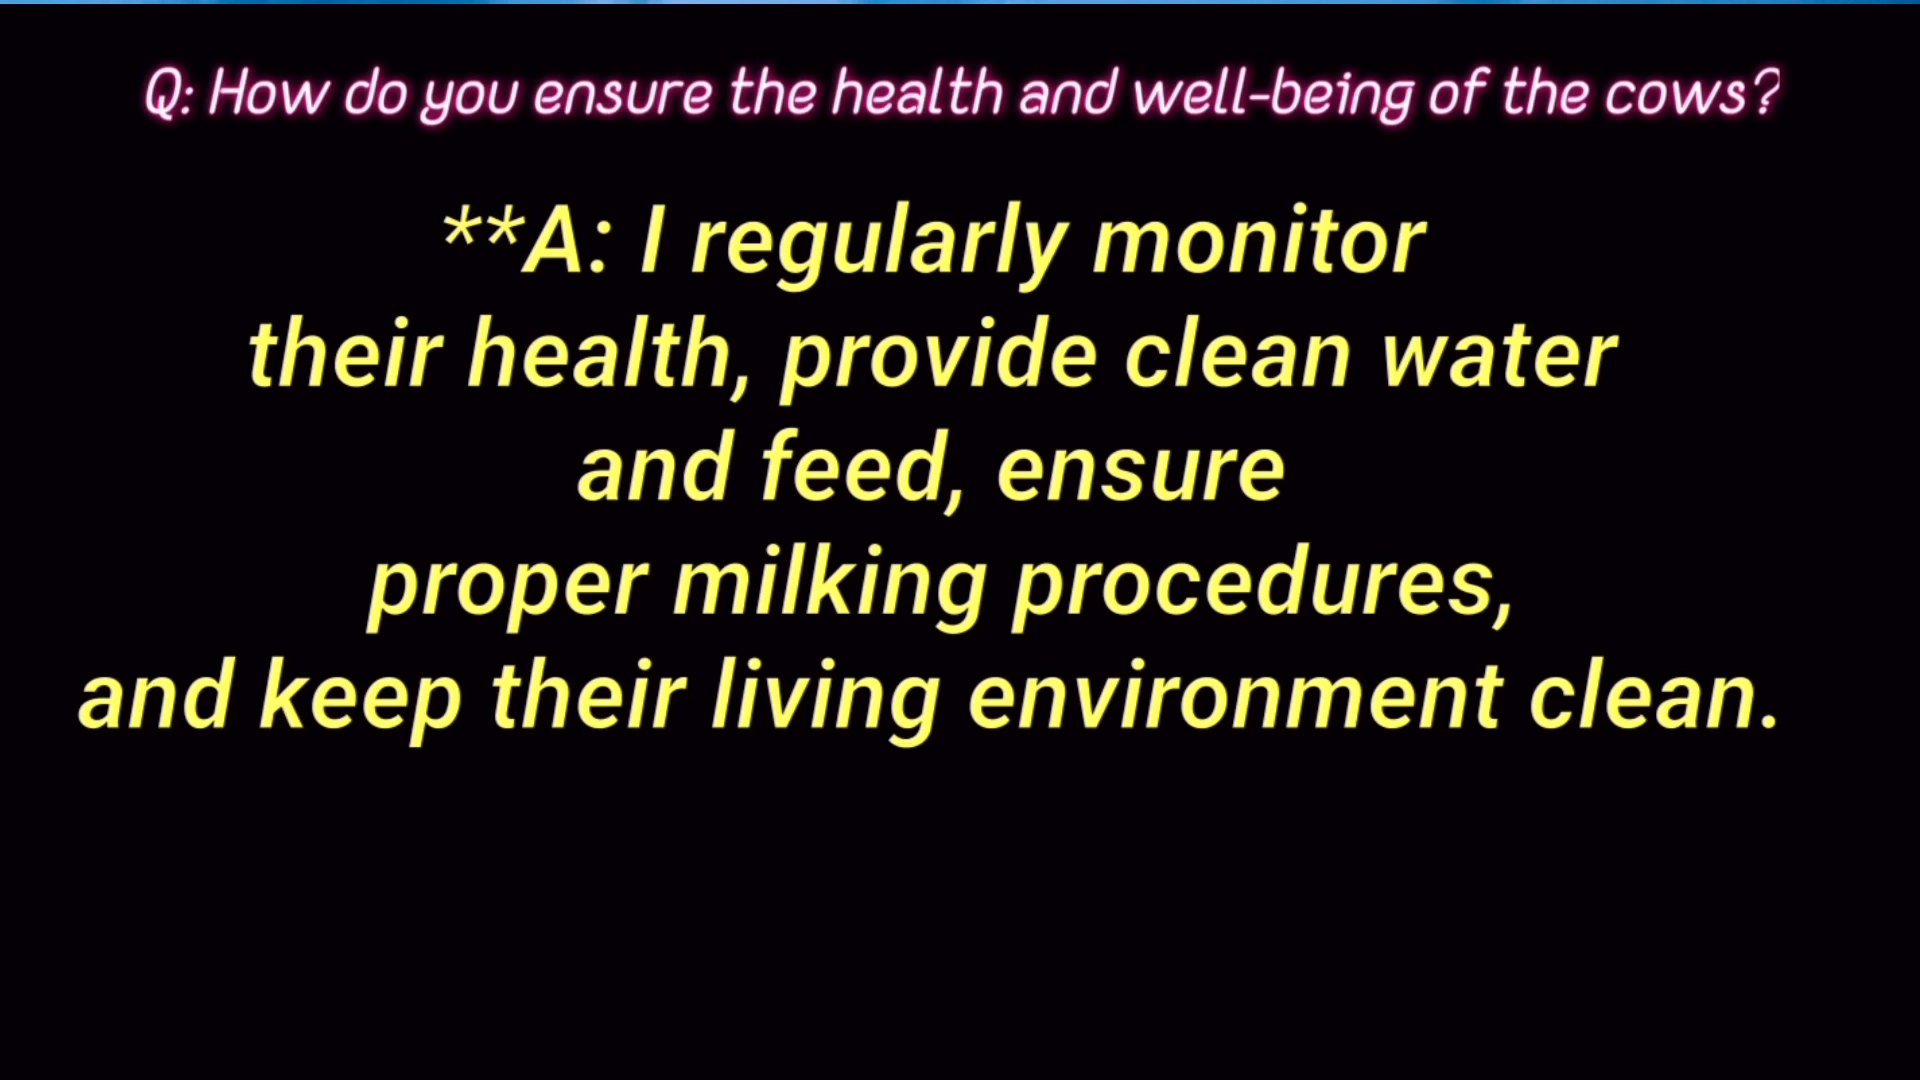 Q: How do you ensure the health and well-being of the cows?
**A: I regularly monitor
their health, provide clean water
and feed, ensure
proper milking procedures,
and keep their living environment clean.